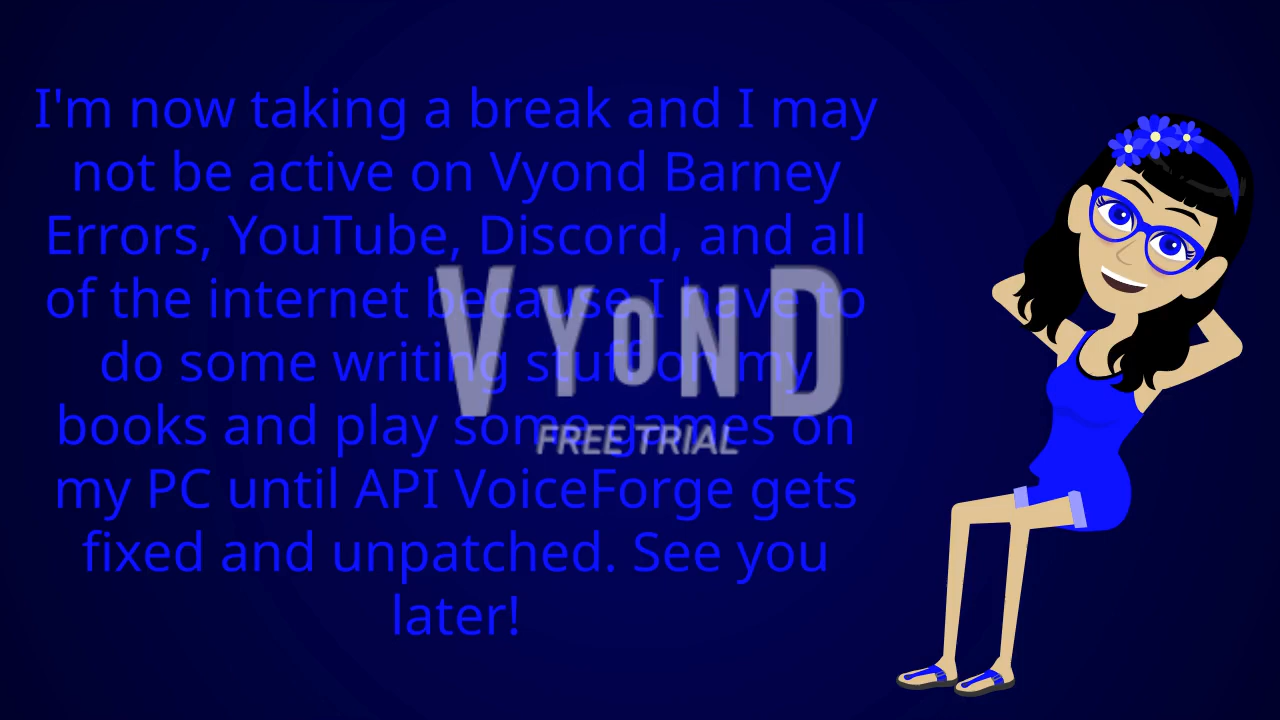 I'm now taking a break and I may
not be active on Vyond Barney
Errors, YouTube, Discord, and all
of the internet because I have to
do some writing stuff on my
books and play some games on
my PC until API VoiceForge gets
fixed and unpatched. See you
later!
VYOND
FREE TRIAL